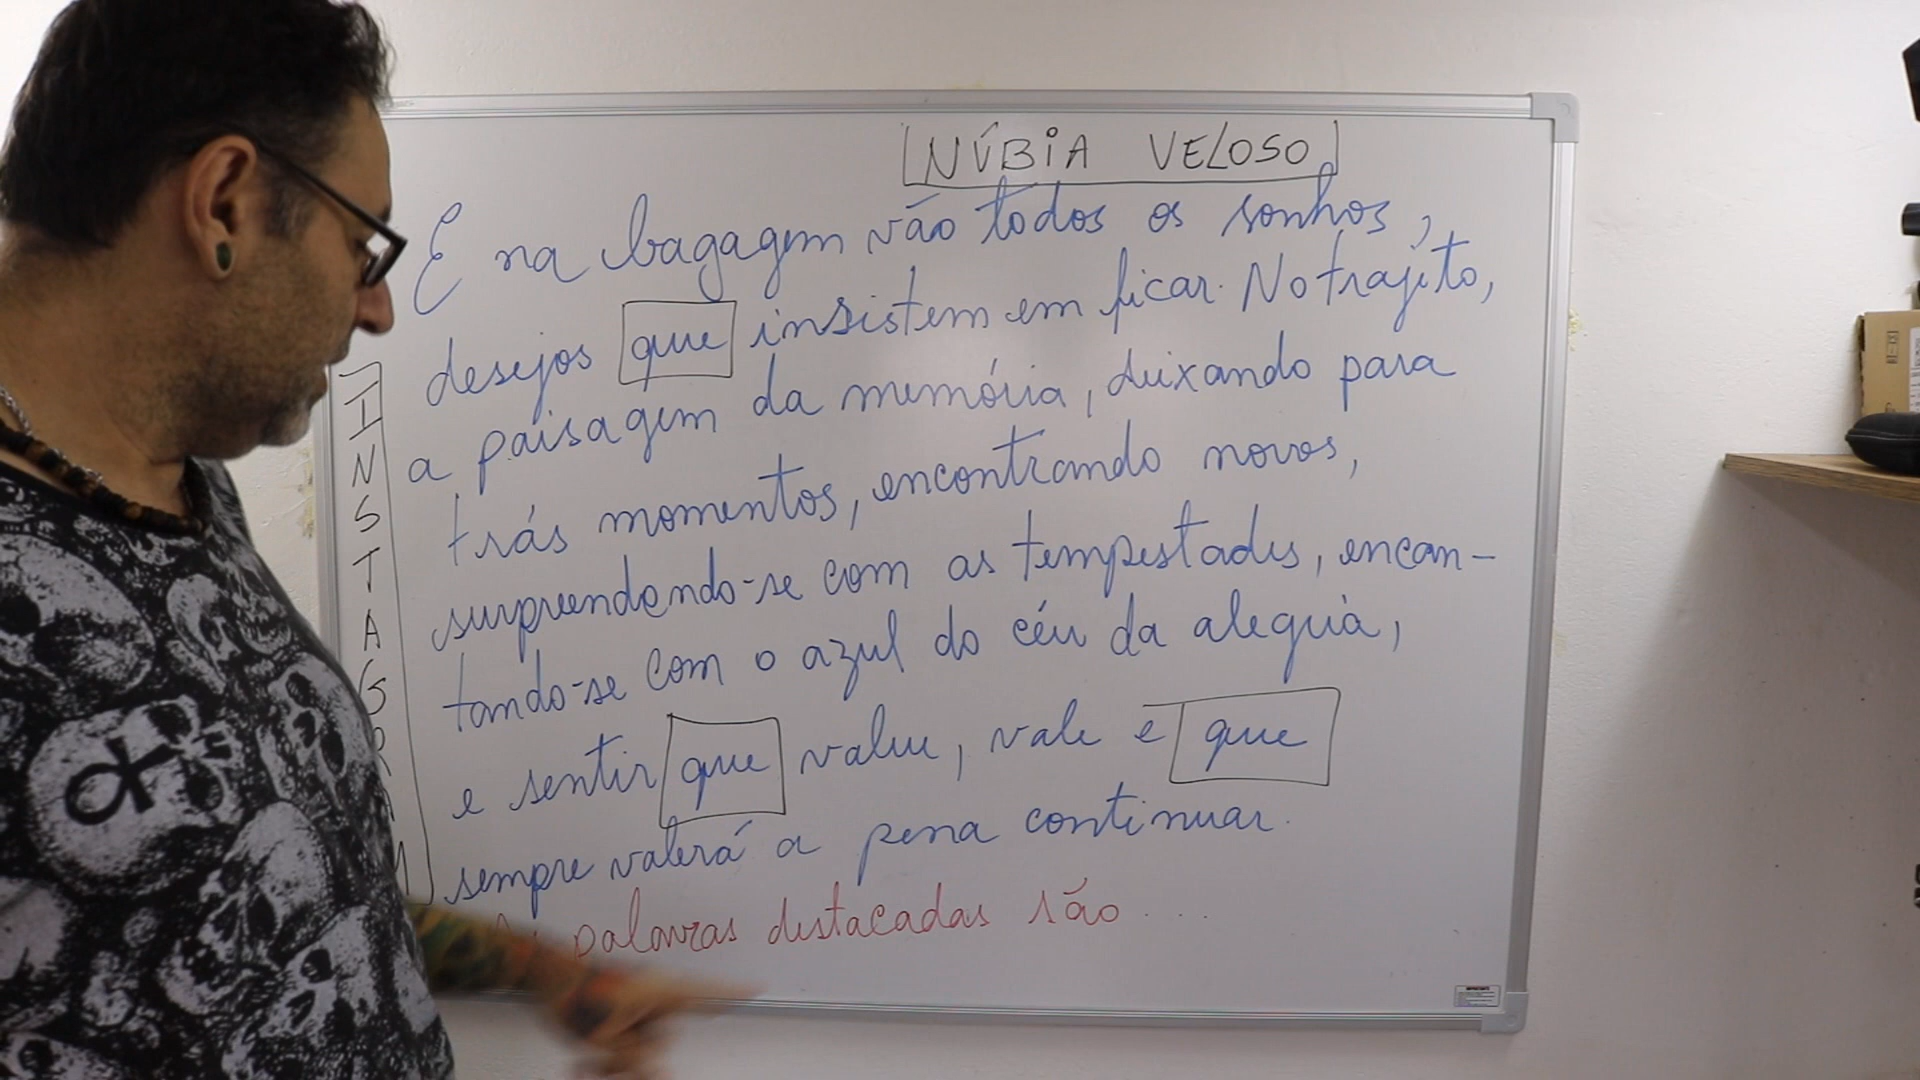 NÚBIA VELOSO
E na bagagem vão todos os sonhos,
desejos que insistem em ficar. No trajeto,
a paisagem da memória, deixando para
trás momentos, encontrando novos,
surpreendendo-se com as tempestades, encan-
tando-se com o azul do céu da alegria,
e sentir que valeu, vale e que
sempre valerá a pena continuar.
palavras destacadas são ...
INSTAGRAM